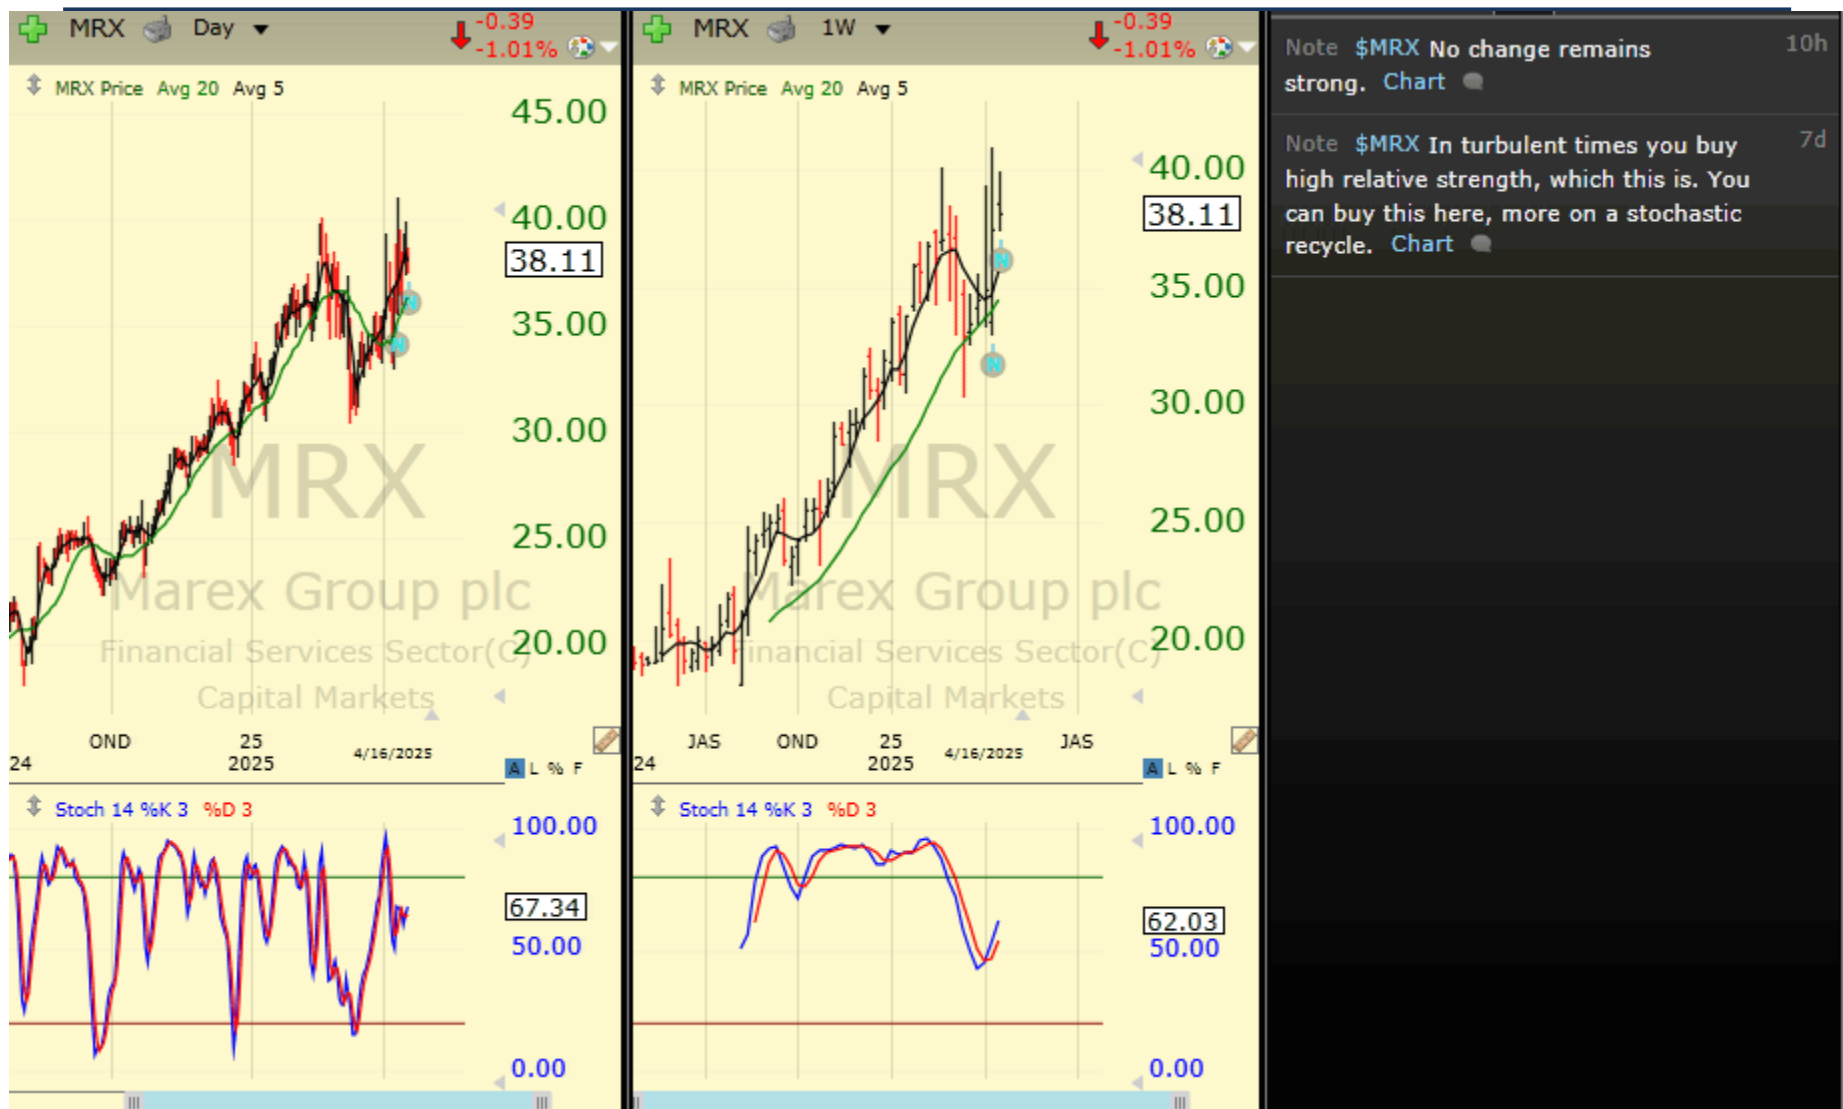 MRX Day
-0.39
-1.01%
MRX Price Avg 20 Avg 5
45.00
40.00
38.11
35.00
30.00
25.00
20.00
MRX
Marex Group plc
Financial Services Sector(C)
Capital Markets
N
N
OND 25 4/16/2025
24 2025
A L % F
Stoch 14 %K 3 %D 3
100.00
67.34
50.00
0.00
MRX 1W
-0.39
-1.01%
MRX Price Avg 20 Avg 5
40.00
38.11
35.00
30.00
25.00
20.00
MRX
Marex Group plc
Financial Services Sector(C)
Capital Markets
N
N
JAS OND 25 4/16/2025 JAS
24 2025
A L % F
Stoch 14 %K 3 %D 3
100.00
62.03
50.00
0.00
Note $MRX No change remains 10h
strong. Chart
Note $MRX In turbulent times you buy 7d
high relative strength, which this is. You
can buy this here, more on a stochastic
recycle. Chart